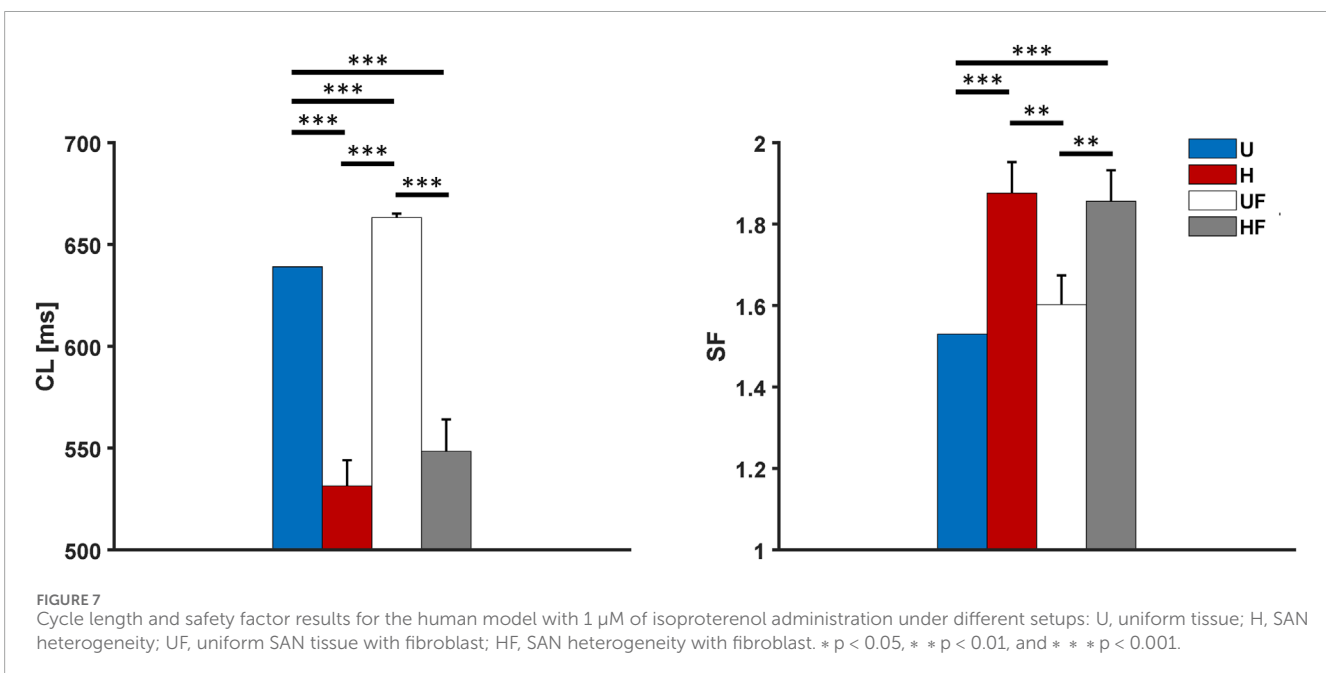 ***
***
***
***
***
700
650
600
550
500
CL [ms]
***
***
**
**
2
1.8
1.6
1.4
1.2
1
SF
U
H
UF
HF
FIGURE 7
Cycle length and safety factor results for the human model with 1 µM of isoproterenol administration under different setups: U, uniform tissue; H, SAN
heterogeneity; UF, uniform SAN tissue with fibroblast; HF, SAN heterogeneity with fibroblast. * p < 0.05, * * p < 0.01, and * * * p < 0.001.